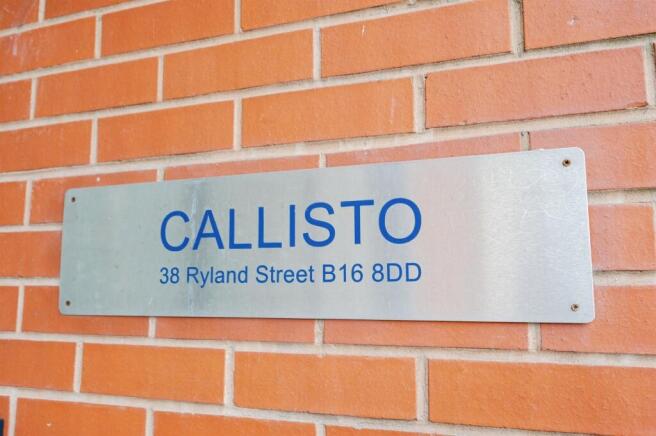 CALLISTO
38 Ryland Street B16 8DD